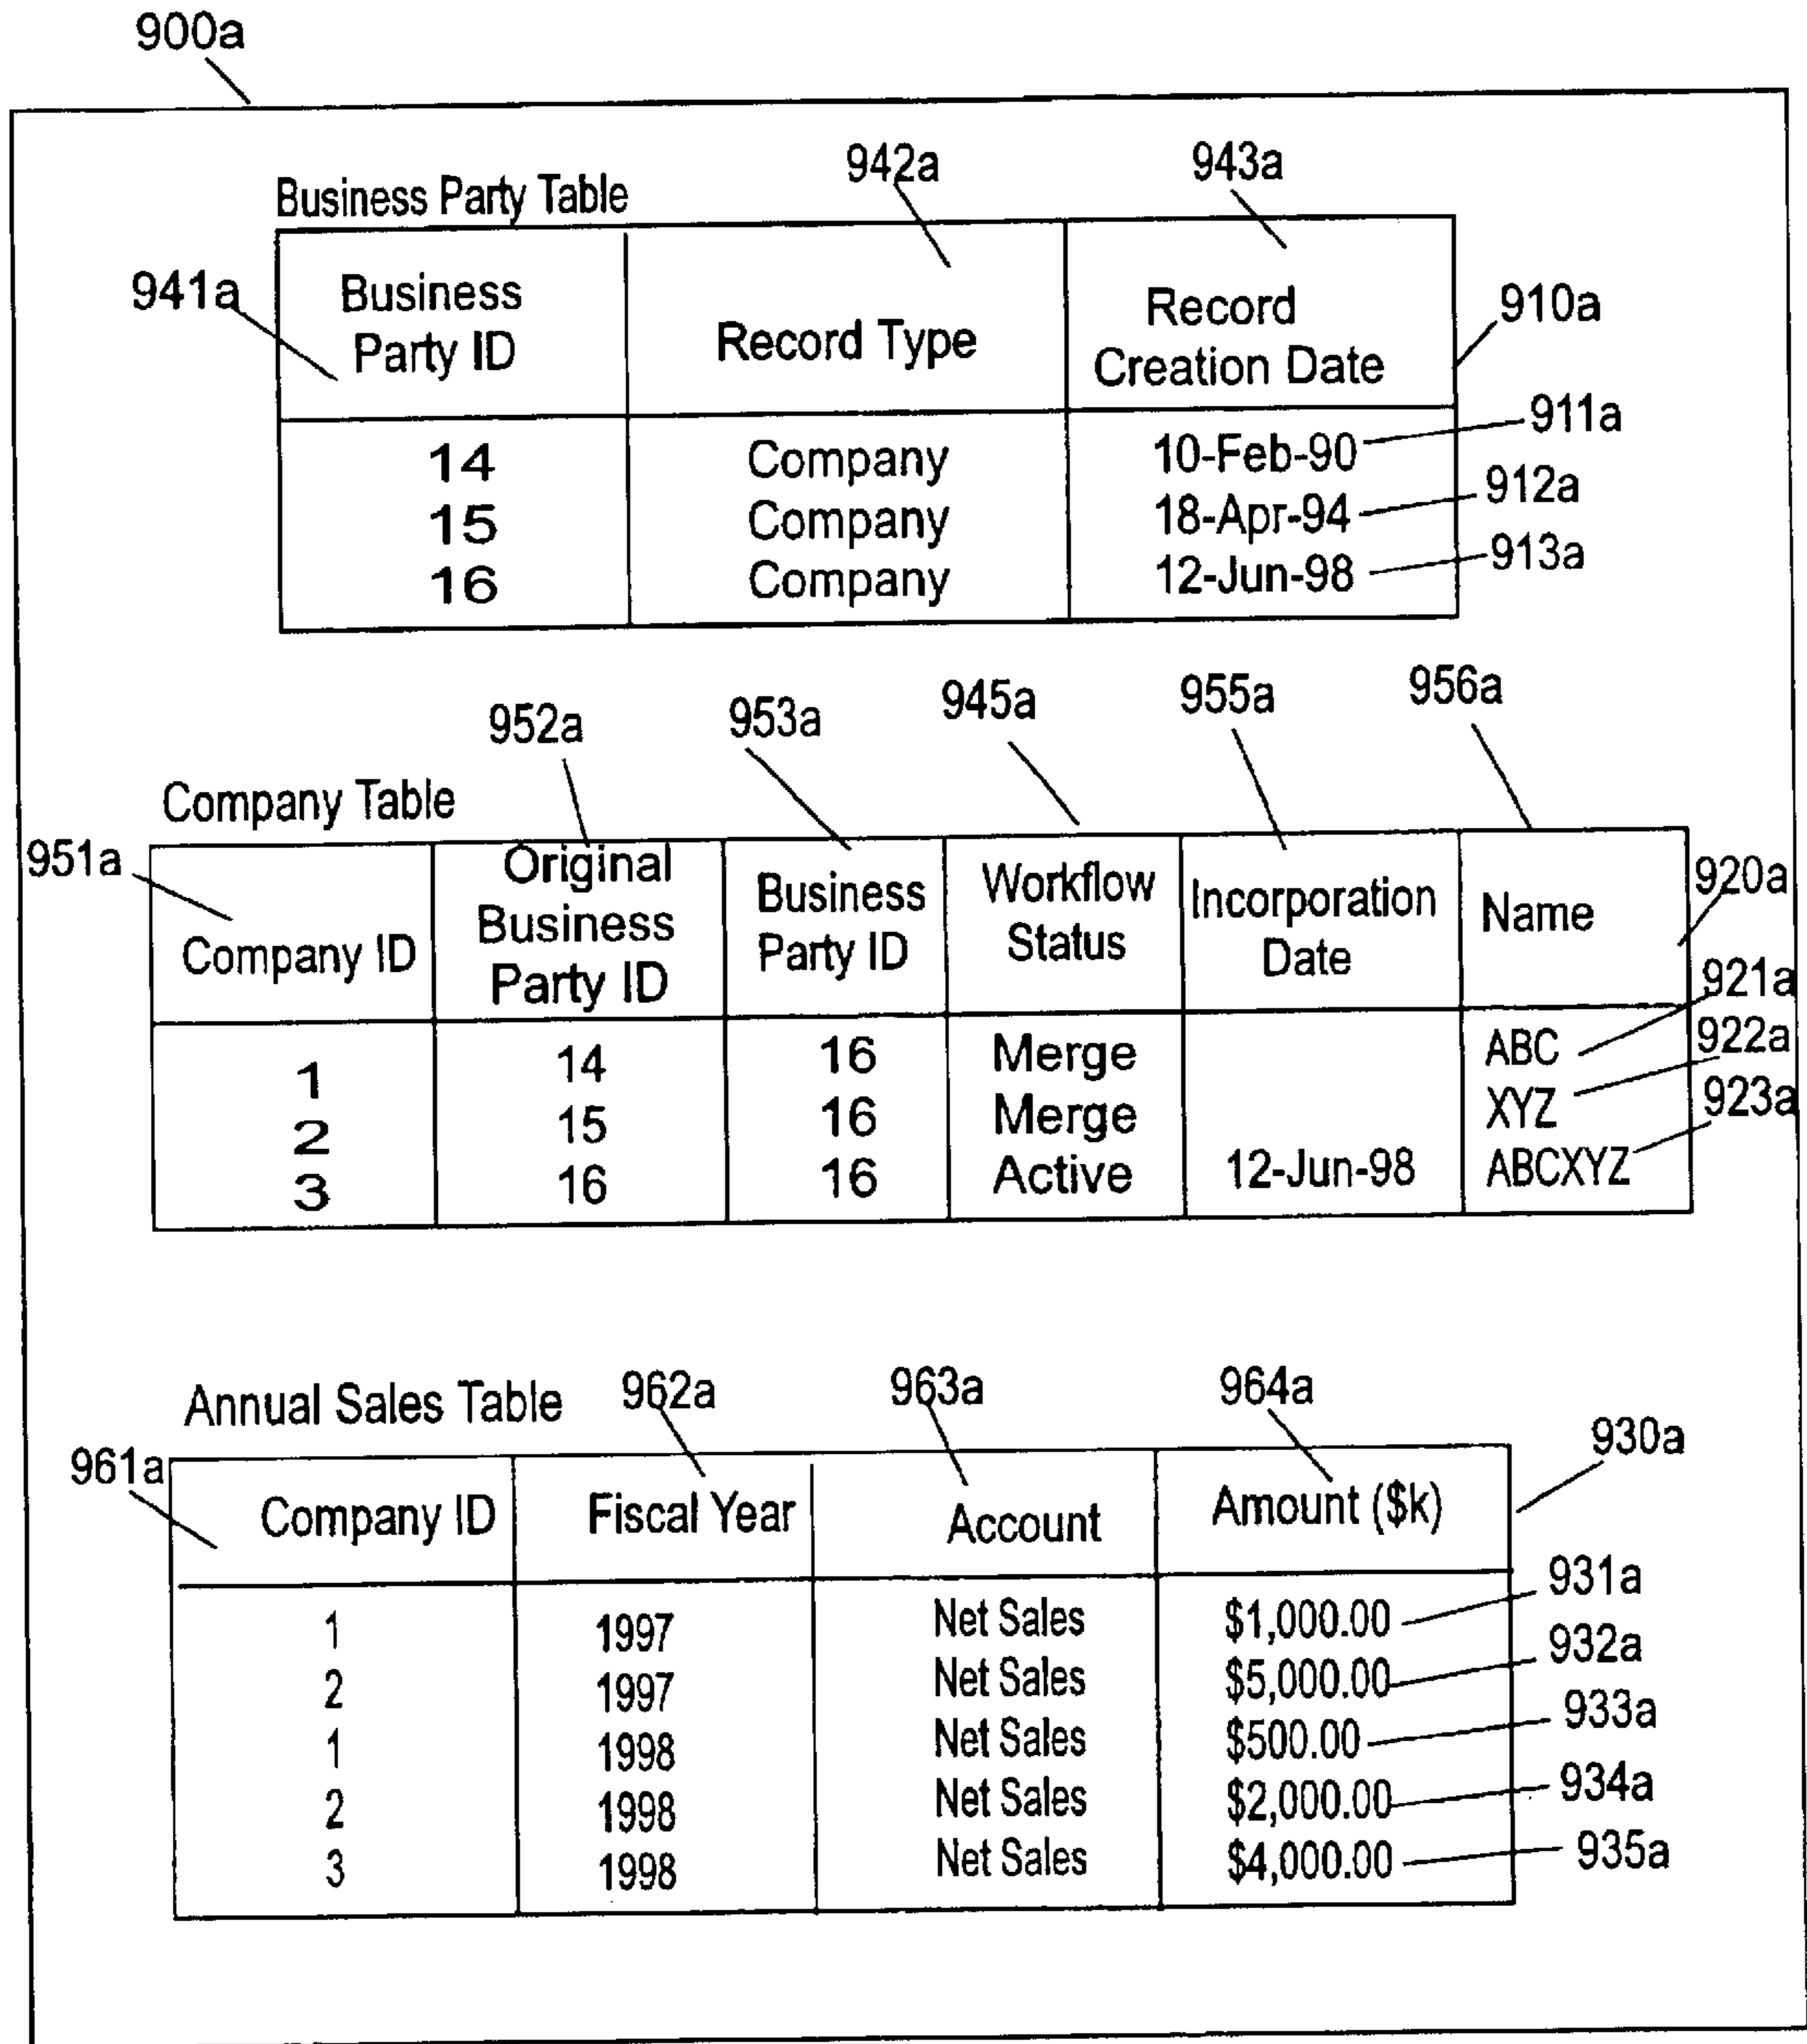 900a
942a 943a
Business Party Table
941a Business Party ID Record Type Record Creation Date 910a
14 Company 10-Feb-90 911a
15 Company 18-Apr-94 912a
16 Company 12-Jun-98 913a
952a 953a 945a 955a 956a
Company Table
951a Company ID Original Business Party ID Business Party ID Workflow Status Incorporation Date Name 920a
1 14 16 Merge ABC 921a
2 15 16 Merge XYZ 922a
3 16 16 Active 12-Jun-98 ABCXYZ 923a
Annual Sales Table 962a 963a 964a
961a Company ID Fiscal Year Account Amount ($k) 930a
1 1997 Net Sales $1,000.00 931a
2 1997 Net Sales $5,000.00 932a
1 1998 Net Sales $500.00 933a
2 1998 Net Sales $2,000.00 934a
3 1998 Net Sales $4,000.00 935a